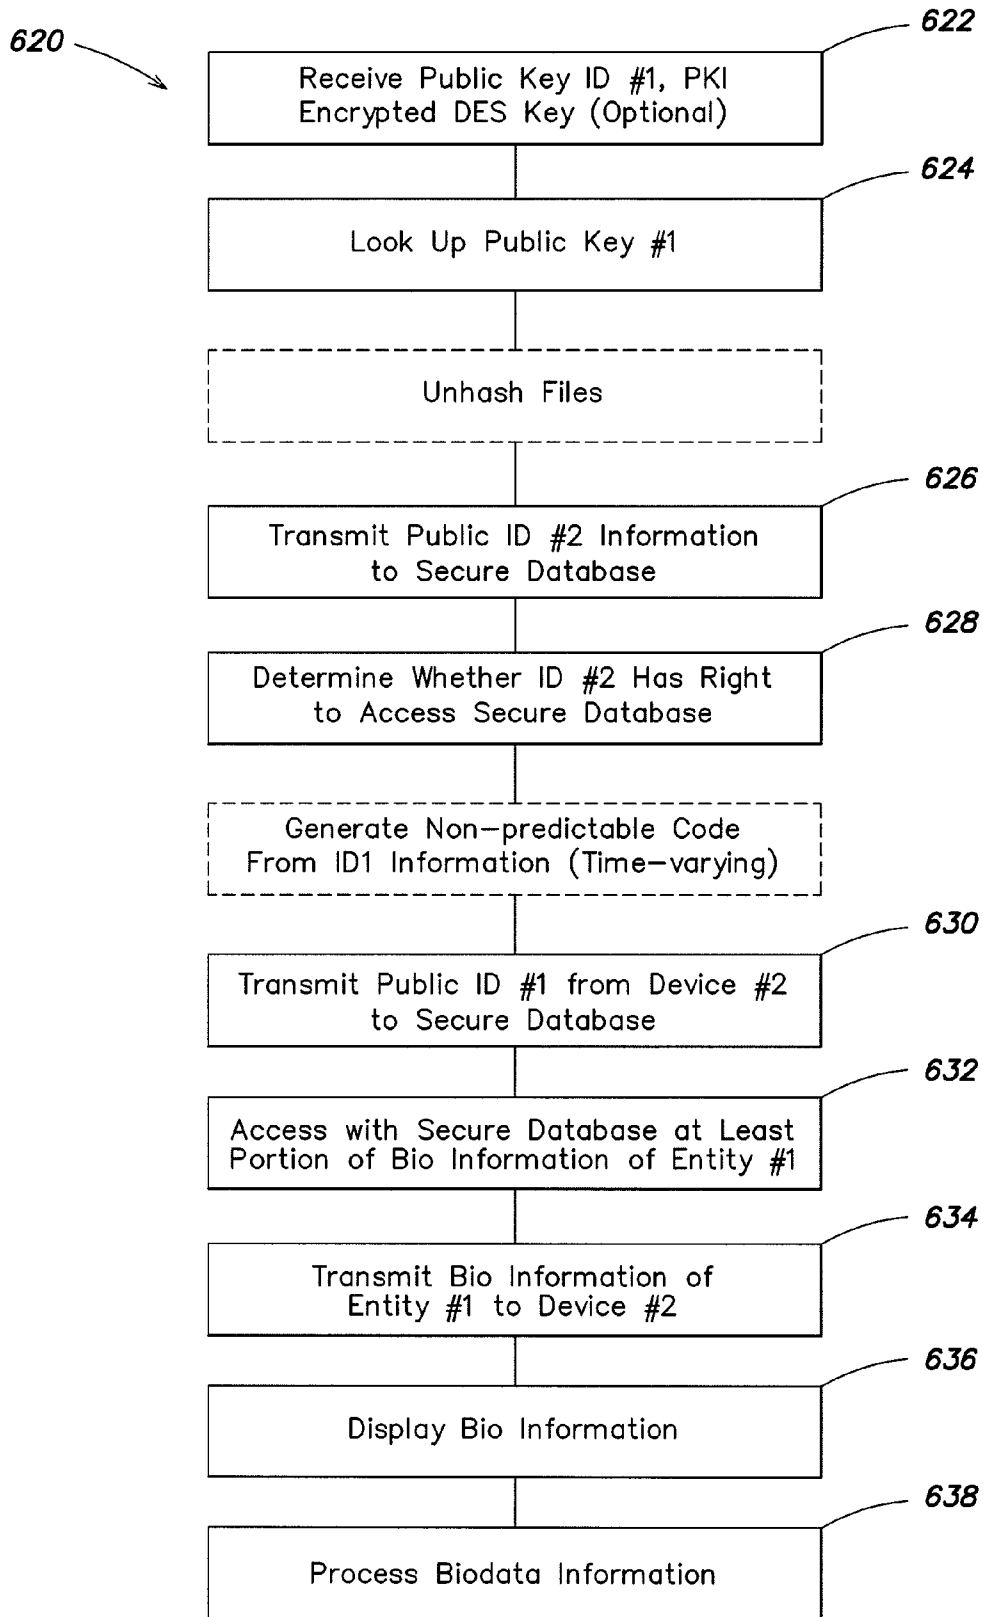 620
622
Receive Public Key ID #1, PKI
Encrypted DES Key (Optional)
624
Look Up Public Key #1
Unhash Files
626
Transmit Public ID #2 Information
to Secure Database
628
Determine Whether ID #2 Has Right
to Access Secure Database
Generate Non-predictable Code
From ID1 Information (Time-varying)
630
Transmit Public ID #1 from Device #2
to Secure Database
632
Access with Secure Database at Least
Portion of Bio Information of Entity #1
634
Transmit Bio Information of
Entity #1 to Device #2
636
Display Bio Information
638
Process Biodata Information